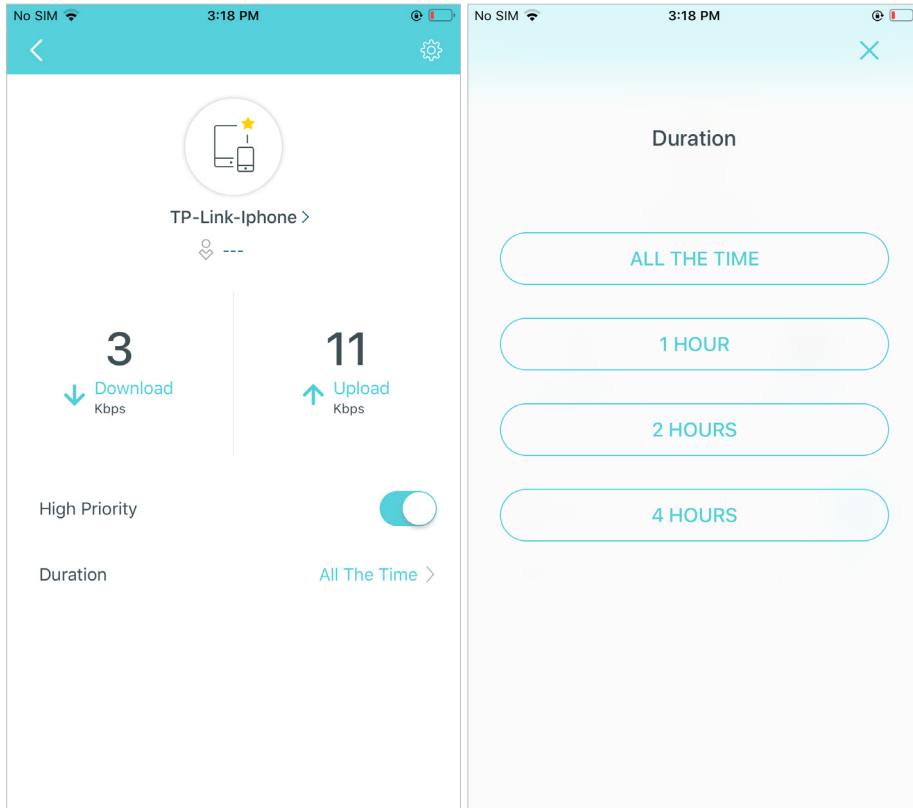 No SIM 3:18 PM
TP-Link-Iphone >
---
3
Download
Kbps
11
Upload
Kbps
High Priority
Duration All The Time >
No SIM 3:18 PM
Duration
ALL THE TIME
1 HOUR
2 HOURS
4 HOURS